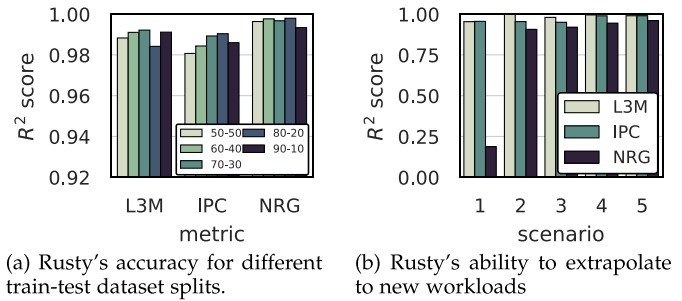 1.00
0.98
0.96
0.94
0.92
R² score
50-50
60-40
70-30
80-20
90-10
L3M IPC NRG
metric
(a) Rusty's accuracy for different
train-test dataset splits.
1.00
0.75
0.50
0.25
0.00
R² score
L3M
IPC
NRG
1 2 3 4 5
scenario
(b) Rusty's ability to extrapolate
to new workloads